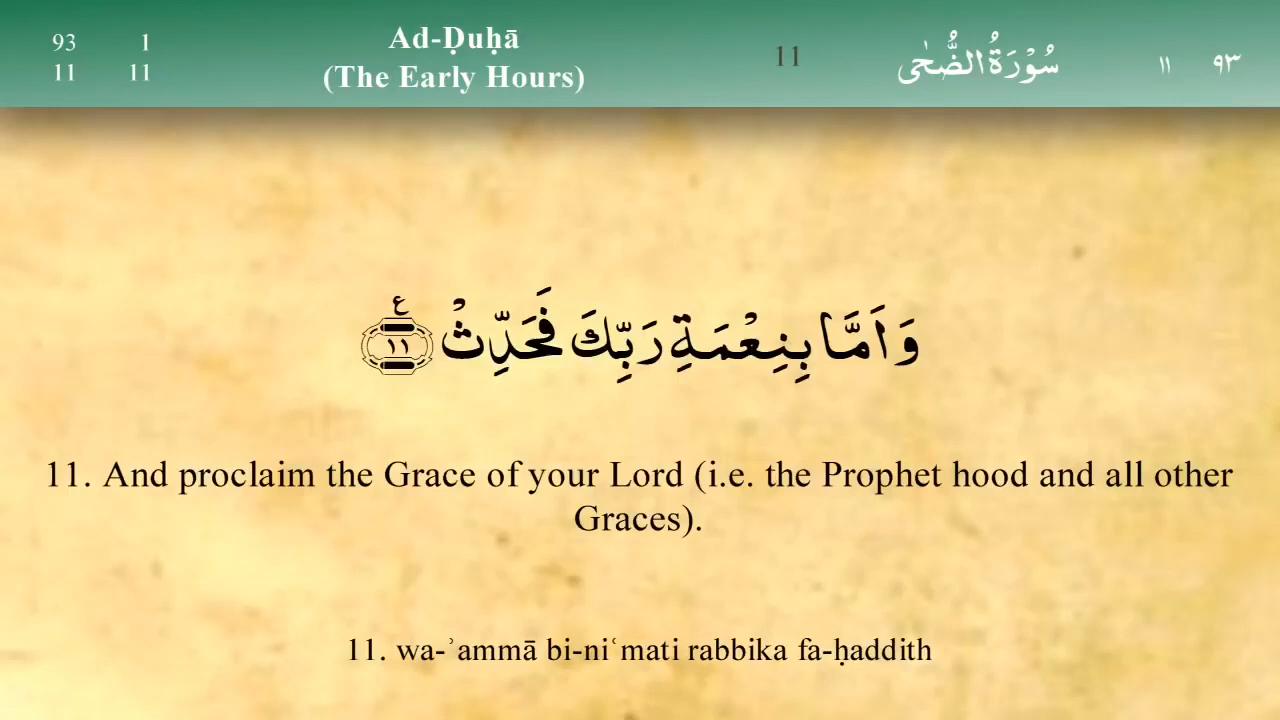 93 1 Ad-Ḍuḥā 11 سُوْرَةُ الضُّحٰى ١١ ٩٣
11 11 (The Early Hours)
وَاَمَّا بِنِعْمَةِ رَبِّكَ فَحَدِّثْ ١١ ع
11. And proclaim the Grace of your Lord (i.e. the Prophet hood and all other
Graces).
11. wa-ʾammā bi-niʿmati rabbika fa-ḥaddith